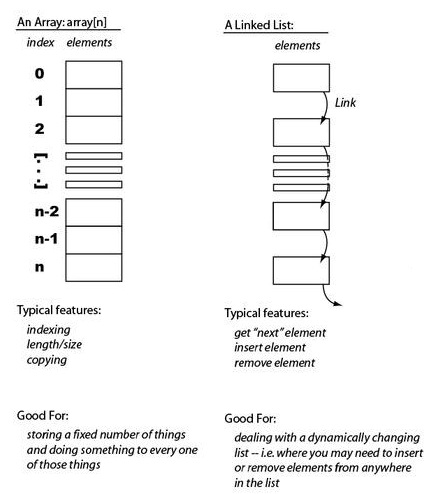 An Array: array[n]
index elements
0
1
2
n-2
n-1
n
Typical features:
indexing
length/size
copying
Good For:
storing a fixed number of things
and doing something to every one
of those things
A Linked List:
elements
Link
Typical features:
get “next” element
insert element
remove element
Good For:
dealing with a dynamically changing
list -- i.e. where you may need to insert
or remove elements from anywhere
in the list